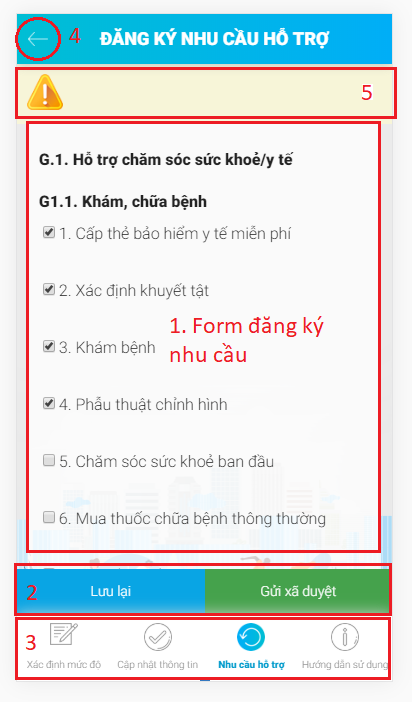 4 ĐĂNG KÝ NHU CẦU HỖ TRỢ
5
G.1. Hỗ trợ chăm sóc sức khoẻ/y tế
G1.1. Khám, chữa bệnh
1. Cấp thẻ bảo hiểm y tế miễn phí
2. Xác định khuyết tật
1. Form đăng ký
nhu cầu
3. Khám bệnh
4. Phẫu thuật chỉnh hình
5. Chăm sóc sức khoẻ ban đầu
6. Mua thuốc chữa bệnh thông thường
2 Lưu lại Gửi xã duyệt
3
Xác định mức độ Cập nhật thông tin Nhu cầu hỗ trợ Hướng dẫn sử dụng